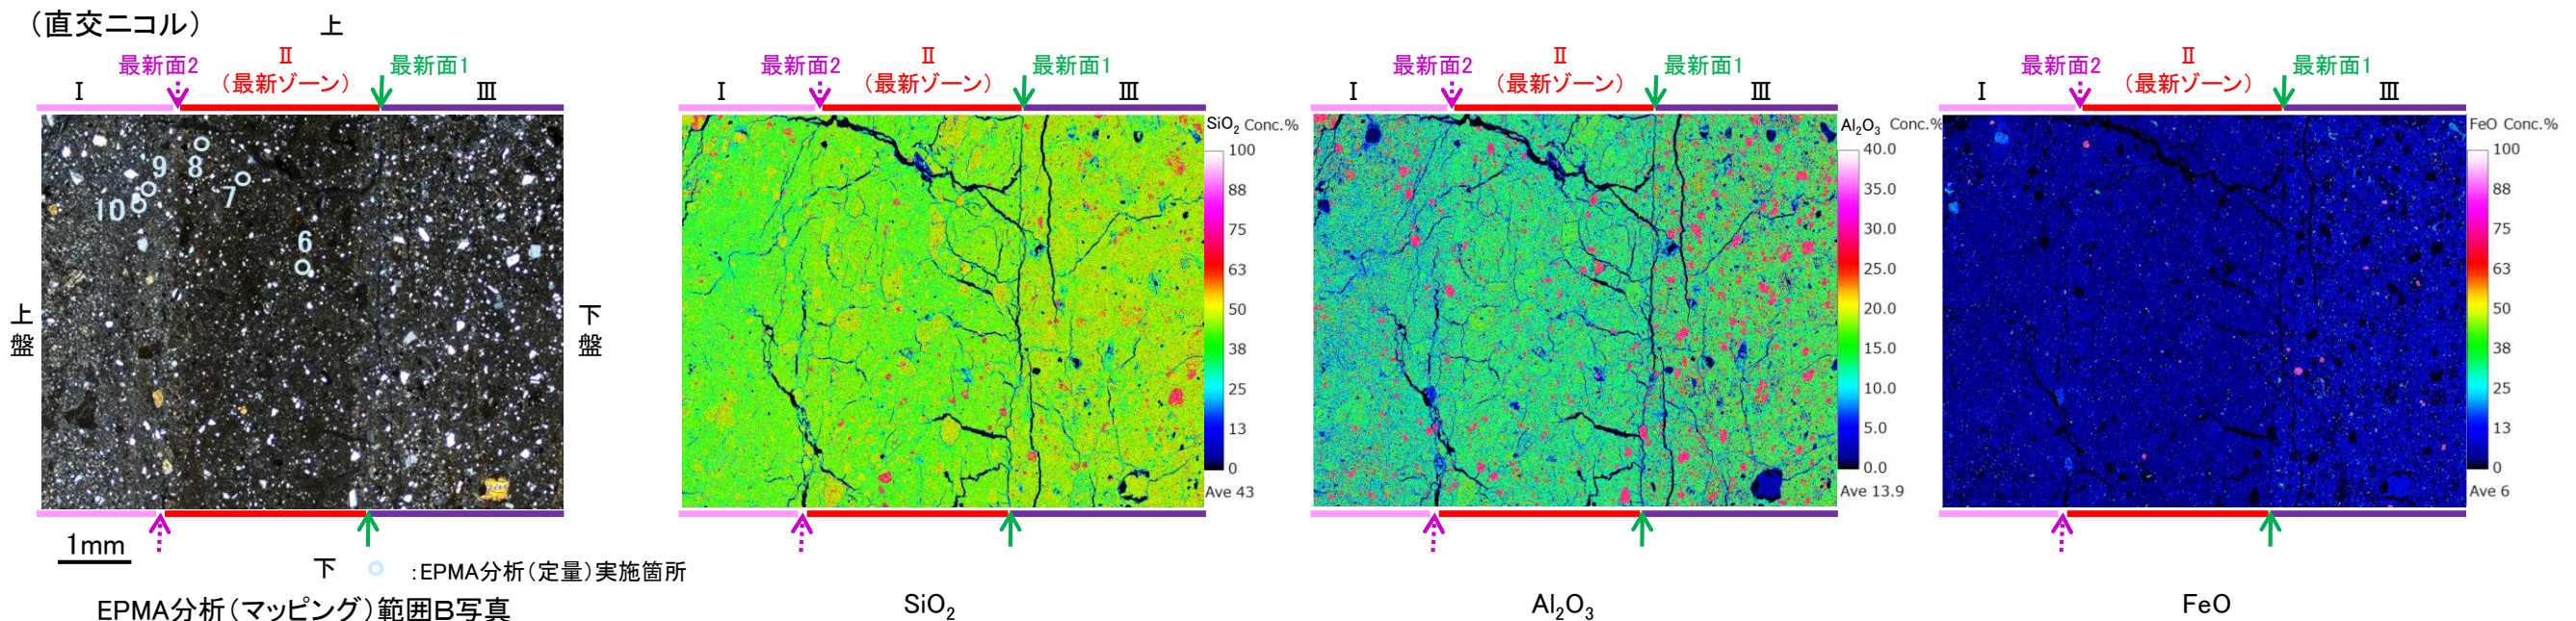 （直交ニコル）
上
最新面2
Ⅱ
（最新ゾーン）
最新面1
Ⅰ
Ⅲ
8
9
10
7
6
上盤
下盤
1mm
下
:EPMA分析（定量）実施箇所
EPMA分析（マッピング）範囲B写真
最新面2
Ⅱ
（最新ゾーン）
最新面1
Ⅰ
Ⅲ
SiO₂ Conc.%
100
88
75
63
50
38
25
13
0
Ave 43
SiO₂
最新面2
Ⅱ
（最新ゾーン）
最新面1
Ⅰ
Ⅲ
Al₂O₃ Conc.%
40.0
35.0
30.0
25.0
20.0
15.0
10.0
5.0
0.0
Ave 13.9
Al₂O₃
最新面2
Ⅱ
（最新ゾーン）
最新面1
Ⅰ
Ⅲ
FeO Conc.%
100
88
75
63
50
38
25
13
0
Ave 6
FeO